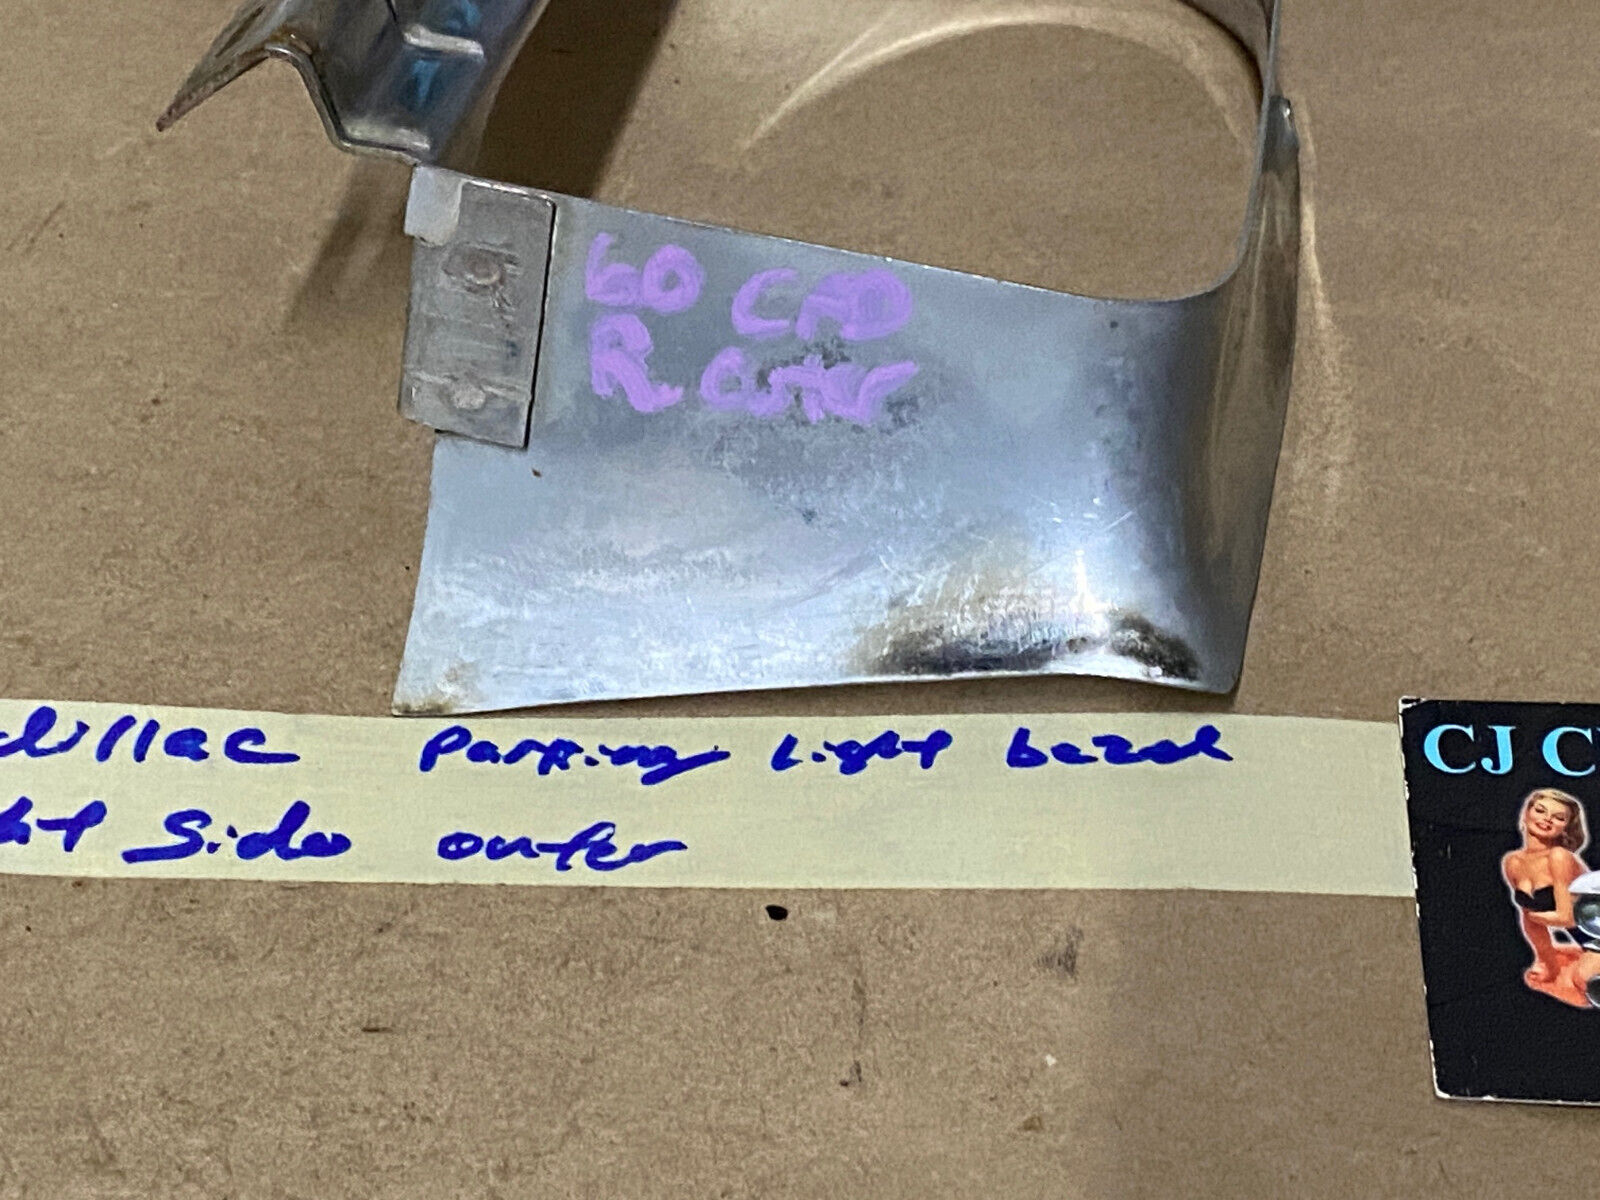 60 CAD
R. outer
dillac Parking Light bezel
ht Side outer
CJ C